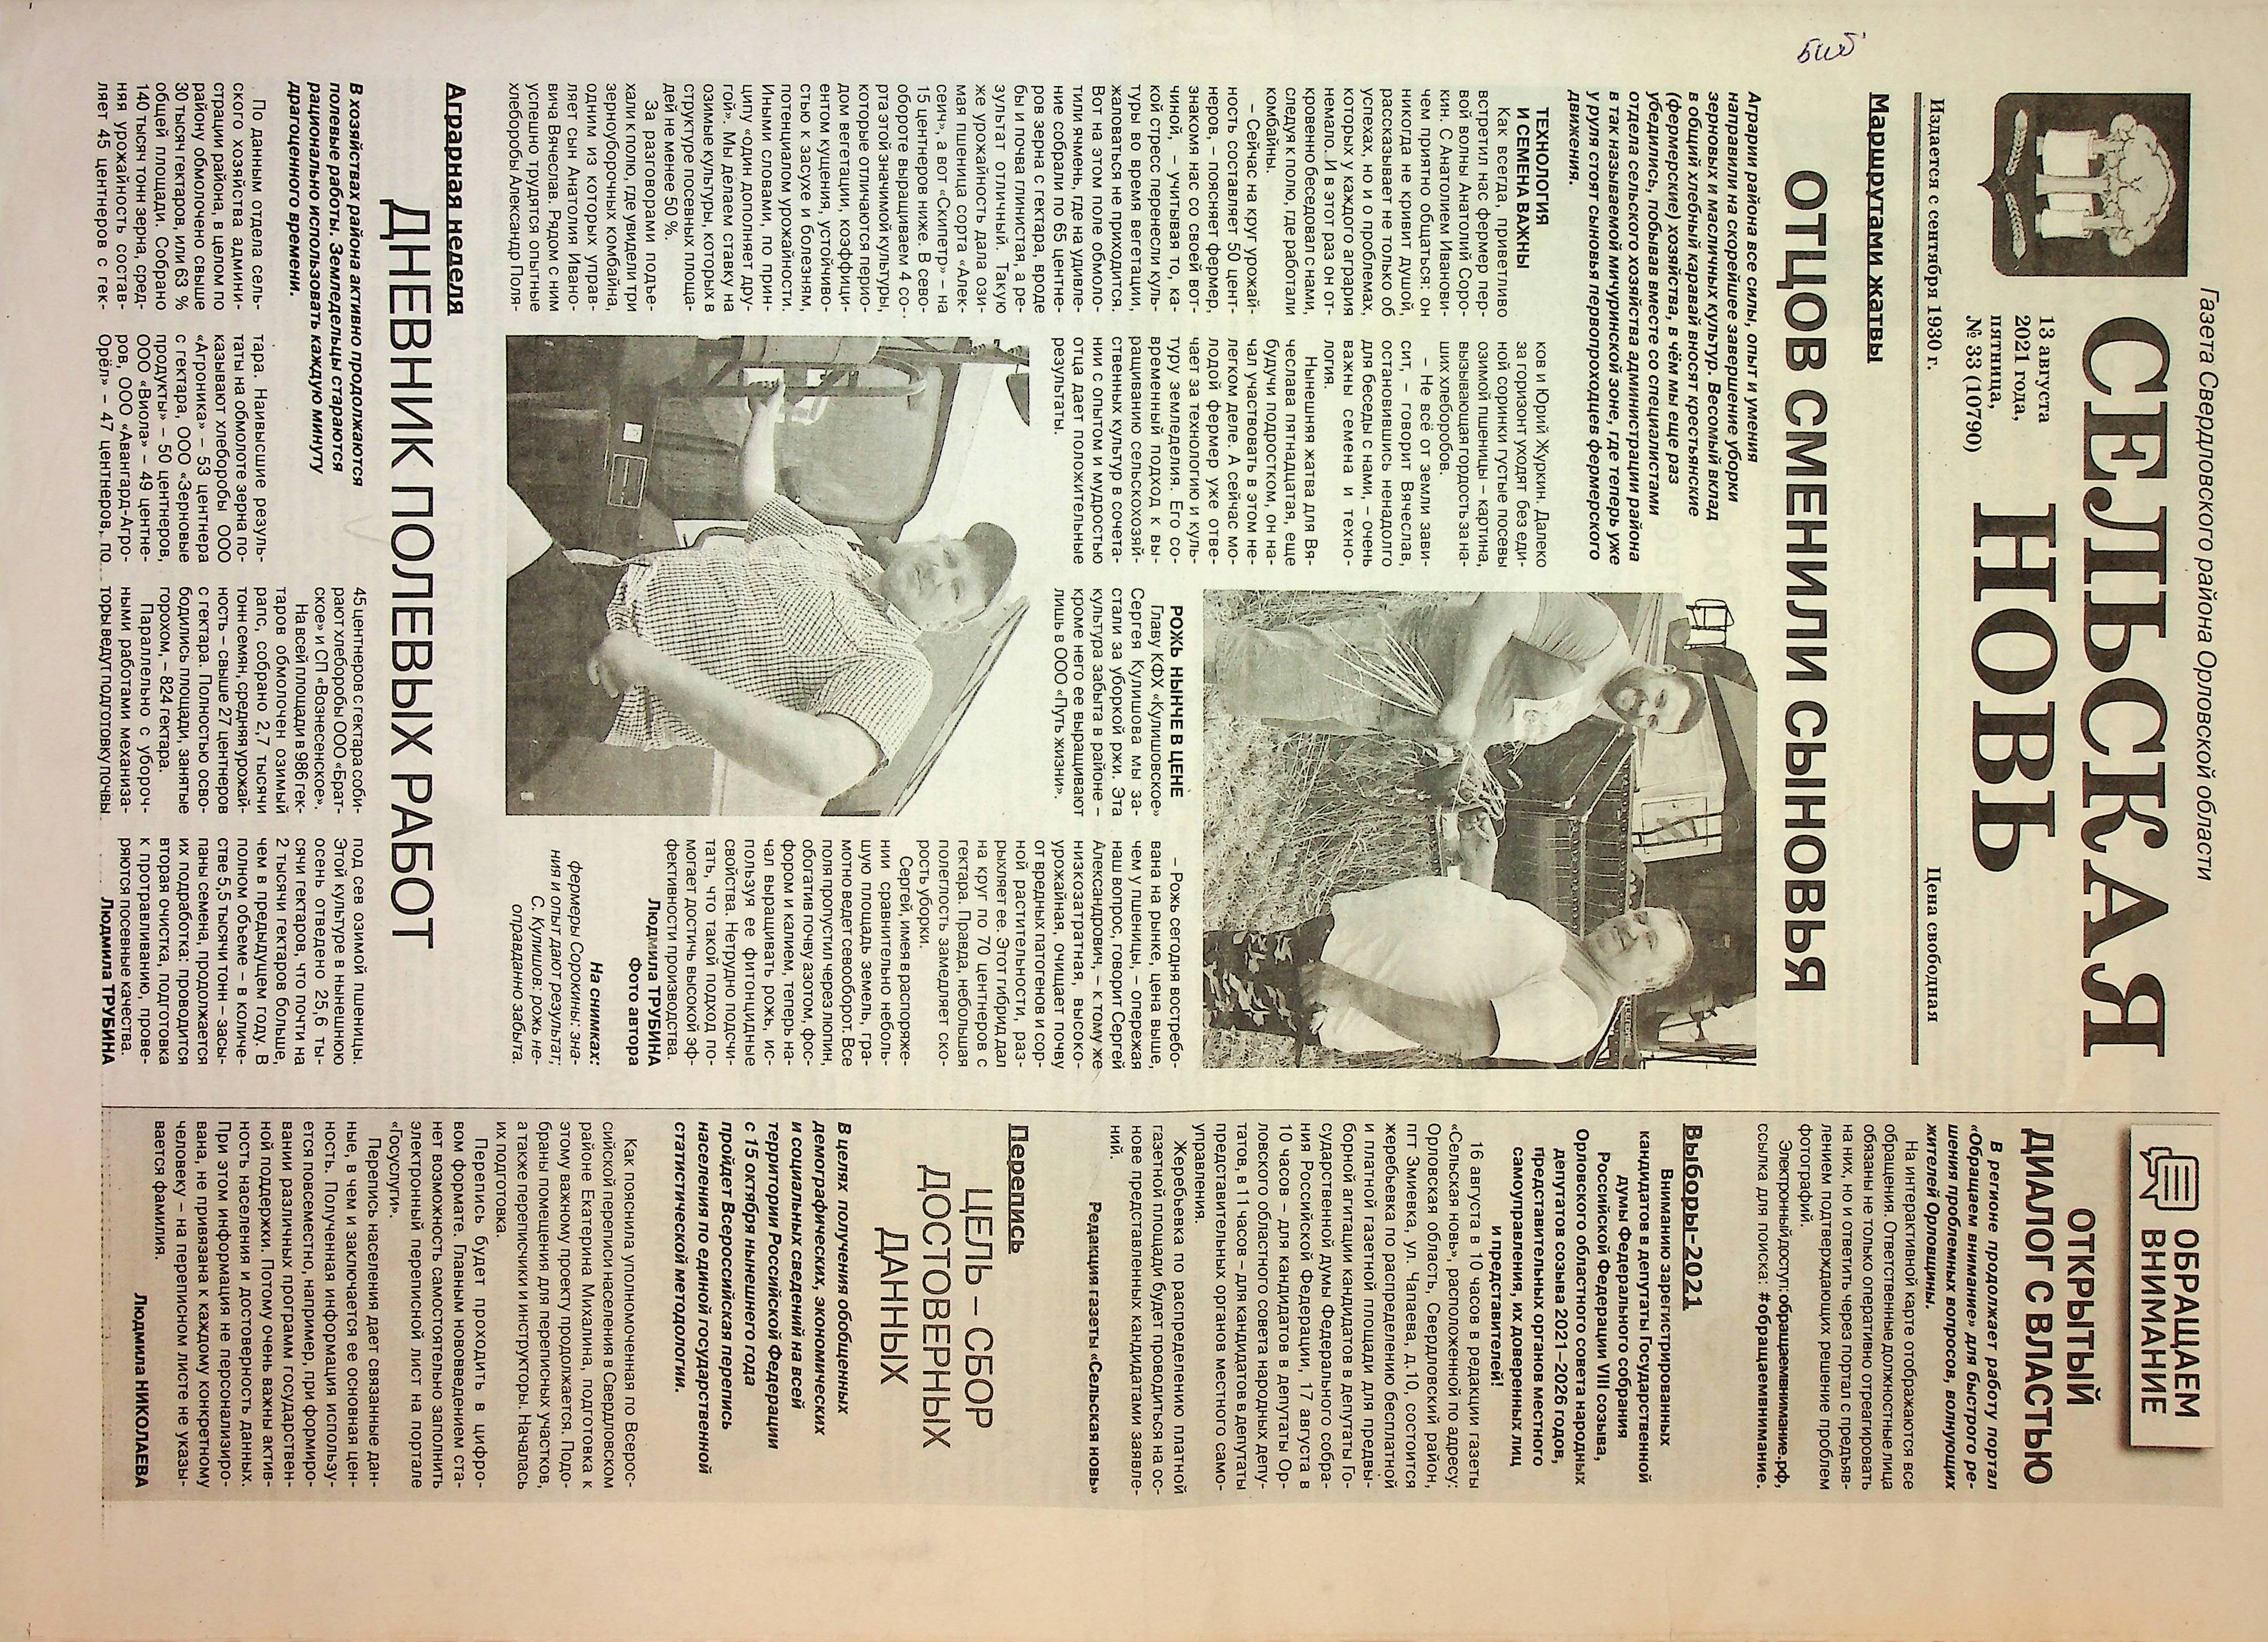 биб
Газета Свердловского района Орловской области
СЕЛЬСКАЯ
НОВЬ
13 августа
2021 года,
пятница,
№ 33 (10790)
Издается с сентября 1930 г.
Цена свободная
Маршрутами жатвы
ОТЦОВ СМЕНИЛИ СЫНОВЬЯ
Аграрии района все силы, опыт и умения
направили на скорейшее завершение уборки
зерновых и масличных культур. Весомый вклад
в общий хлебный каравай вносят крестьянские
(фермерские) хозяйства, в чём мы еще раз
убедились, побывав вместе со специалистами
отдела сельского хозяйства администрации района
в так называемой мичуринской зоне, где теперь уже
у руля стоят сыновья первопроходцев фермерского
движения.
ТЕХНОЛОГИЯ
И СЕМЕНА ВАЖНЫ
Как всегда, приветливо
встретил нас фермер пер-
вой волны Анатолий Соро-
кин. С Анатолием Иванови-
чем приятно общаться: он
никогда не кривит душой,
рассказывает не только об
успехах, но и о проблемах,
которых у каждого агрария
немало. И в этот раз он от-
кровенно беседовал с нами,
следуя к полю, где работали
комбайны.
– Сейчас на круг урожай-
ность составляет 50 цент-
неров, – поясняет фермер,
знакомя нас со своей вот-
чиной, – учитывая то, ка-
кой стресс перенесли куль-
туры во время вегетации,
жаловаться не приходится.
Вот на этом поле обмоло-
тили ячмень, где на удивле-
ние собрали по 65 центне-
ров зерна с гектара, вроде
бы и почва глинистая, а ре-
зультат отличный. Такую
же урожайность дала ози-
мая пшеница сорта «Алек-
сеич», а вот «Скипетр» – на
15 центнеров ниже. В сево-
обороте выращиваем 4 со-
рта этой значимой культуры,
которые отличаются перио-
дом вегетации, коэффици-
ентом кущения, устойчиво-
стью к засухе и болезням,
потенциалом урожайности.
Иными словами, по прин-
ципу «один дополняет дру-
гой». Мы делаем ставку на
озимые культуры, которых в
структуре посевных площа-
дей не менее 50 %.
За разговорами подъе-
хали к полю, где увидели три
зерноуборочных комбайна,
одним из которых управ-
ляет сын Анатолия Ивано-
вича Вячеслав. Рядом с ним
успешно трудятся опытные
хлеборобы Александр Поля-
ков и Юрий Журкин. Далеко
за горизонт уходят без еди-
ной соринки густые посевы
озимой пшеницы – картина,
вызывающая гордость за на-
ших хлеборобов.
– Не всё от земли зави-
сит, – говорит Вячеслав,
остановившись ненадолго
для беседы с нами, – очень
важны семена и техно-
логия.
Нынешняя жатва для Вя-
чеслава пятнадцатая, еще
будучи подростком, он на-
чал участвовать в этом не-
легком деле. А сейчас мо-
лодой фермер уже отве-
чает за технологию и куль-
туру земледелия. Его со-
временный подход к вы-
ращиванию сельскохозяй-
ственных культур в сочета-
нии с опытом и мудростью
отца дает положительные
результаты.
РОЖЬ НЫНЧЕ В ЦЕНЕ
Главу КФХ «Кулишовское»
Сергея Кулишова мы за-
стали за уборкой ржи. Эта
культура забыта в районе –
кроме него ее выращивают
лишь в ООО «Путь жизни».
– Рожь сегодня востребо-
вана на рынке, цена выше,
чем у пшеницы, – опережая
наш вопрос, говорит Сергей
Александрович, – к тому же
низкозатратная, высоко-
урожайная, очищает почву
от вредных патогенов и сор-
ной растительности, раз-
рыхляет ее. Этот гибрид дал
на круг по 70 центнеров с
гектара. Правда, небольшая
полеглость замедляет ско-
рость уборки.
Сергей, имея в распоряже-
нии сравнительно неболь-
шую площадь земель, гра-
мотно ведет севооборот. Все
поля пропустил через люпин,
обогатив почву азотом, фос-
фором и калием, теперь на-
чал выращивать рожь, ис-
пользуя ее фитонцидные
свойства. Нетрудно подсчи-
тать, что такой подход по-
могает достичь высокой эф-
фективности производства.
Людмила ТРУБИНА
Фото автора
На снимках:
фермеры Сорокины: зна-
ния и опыт дают результат;
С. Кулишов: рожь не-
оправданно забыта.
Аграрная неделя
ДНЕВНИК ПОЛЕВЫХ РАБОТ
В хозяйствах района активно продолжаются
полевые работы. Земледельцы стараются
рационально использовать каждую минуту
драгоценного времени.
По данным отдела сель-
ского хозяйства админи-
страции района, в целом по
району обмолочено свыше
30 тысяч гектаров, или 63 %
общей площади. Собрано
140 тысяч тонн зерна, сред-
няя урожайность состав-
ляет 45 центнеров с гек-
тара. Наивысшие резуль-
таты на обмолоте зерна по-
казывают хлеборобы ООО
«Агроника» – 53 центнера
с гектара, ООО «Зерновые
продукты» – 50 центнеров,
ООО «Виола» – 49 центне-
ров, ООО «Авангард-Агро-
Орёл» – 47 центнеров, по
45 центнеров с гектара соби-
рают хлеборобы ООО «Брат-
ское» и СП «Вознесенское».
На всей площади в 986 гек-
таров обмолочен озимый
рапс, собрано 2,7 тысячи
тонн семян, средняя урожай-
ность – свыше 27 центнеров
с гектара. Полностью осво-
бодились площади, занятые
горохом, – 824 гектара.
Параллельно с убороч-
ными работами механиза-
торы ведут подготовку почвы
под сев озимой пшеницы.
Этой культуре в нынешнюю
осень отведено 25,6 ты-
сячи гектаров, что почти на
2 тысячи гектаров больше,
чем в предыдущем году. В
полном объеме – в количе-
стве 5,5 тысячи тонн – засы-
паны семена, продолжается
их подработка: проводится
вторая очистка, подготовка
к протравливанию, прове-
ряются посевные качества.
Людмила ТРУБИНА
ОБРАЩАЕМ
ВНИМАНИЕ
ОТКРЫТЫЙ
ДИАЛОГ С ВЛАСТЬЮ
В регионе продолжает работу портал
«Обращаем внимание» для быстрого ре-
шения проблемных вопросов, волнующих
жителей Орловщины.
На интерактивной карте отображаются все
обращения. Ответственные должностные лица
обязаны не только оперативно отреагировать
на них, но и ответить через портал с предъяв-
лением подтверждающих решение проблем
фотографий.
Электронный доступ: обращаемвнимание.рф,
ссылка для поиска: #обращаемвнимание.
Выборы-2021
Вниманию зарегистрированных
кандидатов в депутаты Государственной
думы Федерального собрания
Российской Федерации VIII созыва,
Орловского областного совета народных
депутатов созыва 2021–2026 годов,
представительных органов местного
самоуправления, их доверенных лиц
и представителей!
16 августа в 10 часов в редакции газеты
«Сельская новь», расположенной по адресу:
Орловская область, Свердловский район,
пгт Змиевка, ул. Чапаева, д. 10, состоится
жеребьевка по распределению бесплатной
и платной газетной площади для предвы-
борной агитации кандидатов в депутаты Го-
сударственной думы Федерального собра-
ния Российской Федерации, 17 августа в
10 часов – для кандидатов в депутаты Ор-
ловского областного совета народных депу-
татов, в 11 часов – для кандидатов в депутаты
представительных органов местного само-
управления.
Жеребьевка по распределению платной
газетной площади будет проводиться на ос-
нове представленных кандидатами заявле-
ний.
Редакция газеты «Сельская новь»
Перепись
ЦЕЛЬ – СБОР
ДОСТОВЕРНЫХ
ДАННЫХ
В целях получения обобщенных
демографических, экономических
и социальных сведений на всей
территории Российской Федерации
с 15 октября нынешнего года
пройдет Всероссийская перепись
населения по единой государственной
статистической методологии.
Как пояснила уполномоченная по Всерос-
сийской переписи населения в Свердловском
районе Екатерина Михалина, подготовка к
этому важному проекту продолжается. Подо-
браны помещения для переписных участков,
а также переписчики и инструкторы. Началась
их подготовка.
Перепись будет проходить в цифро-
вом формате. Главным нововведением ста-
нет возможность самостоятельно заполнить
электронный переписной лист на портале
«Госуслуги».
Перепись населения дает связанные дан-
ные, в чем и заключается ее основная цен-
ность. Полученная информация использу-
ется повсеместно, например, при формиро-
вании различных программ государствен-
ной поддержки. Потому очень важны актив-
ность населения и достоверность данных.
При этом информация не персонализиро-
вана, не привязана к каждому конкретному
человеку – на переписном листе не указы-
вается фамилия.
Людмила НИКОЛАЕВА